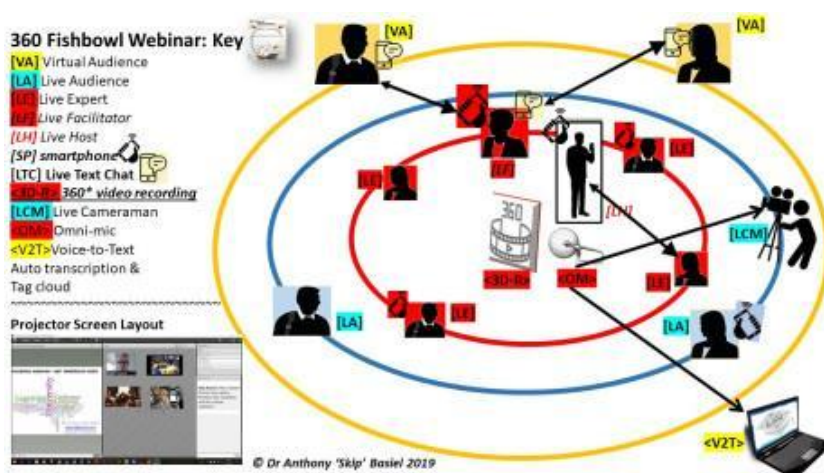 360 Fishbowl Webinar: Key
[VA] Virtual Audience
[LA] Live Audience
[LE] Live Expert
[LF] Live Facilitator
[LH] Live Host
[SP] smartphone
[LTC] Live Text Chat
<3D-R> 360* video recording
[LCM] Live Cameraman
<OM> Omni-mic
<V2T> Voice-to-Text
Auto transcription &
Tag cloud
~~~~~~~~~~~~~~~~~~~~~~~~
Projector Screen Layout
[VA]
[VA]
[LF]
[LE]
[LE]
[LH]
360
<3D-R>
<OM>
[LE]
[LCM]
[LA]
[LE]
[LA]
<V2T>
© Dr Anthony 'Skip' Basiel 2019